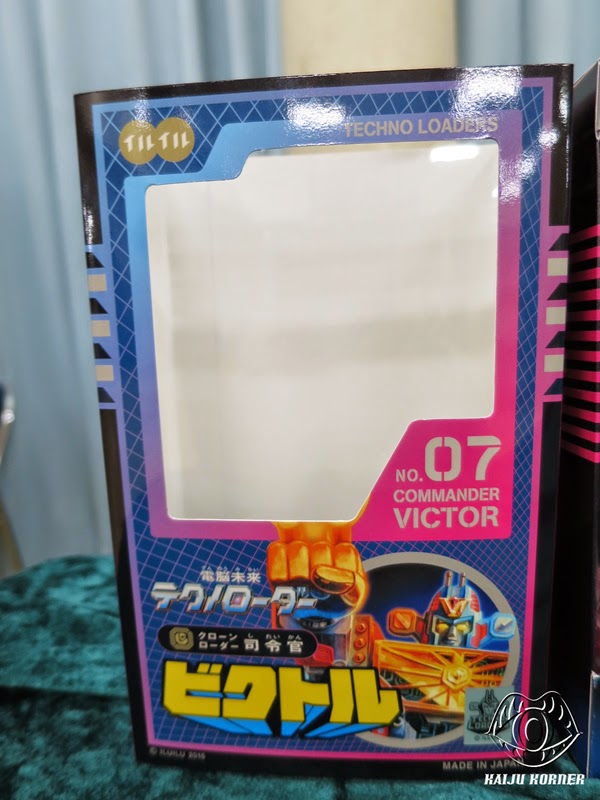 イルイル
TECHNO LOADERS
NO. 07
COMMANDER
VICTOR
電脳未来
テクノローダー
クローン
ローダー
しれいかん
司令官
ビクトル
© ILUILU 2015
MADE IN JAPAN
KAIJU KORNER